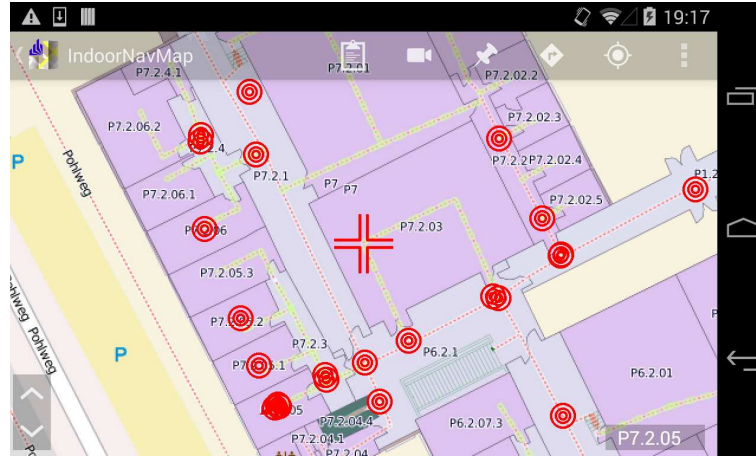 19:17
IndoorNavMap
P7.2.4.1
P7.2.01
P7.2.02.2
P7.2.06.2
P7.2.02.3
P7.2.2
P7.2.02.4
P
Pohlweg
P7.2.1
P1.2
P7.2.06.1
P7
P7
P7.2.02.5
P7.2.03
P7.2.05.3
Pohlweg
Pohlweg
P7.2.3
P
P6.2.1
P6.2.01
P7.2.04.4
P6.2.07.3
P7.2.04.1
P7.2.04
P7.2.05